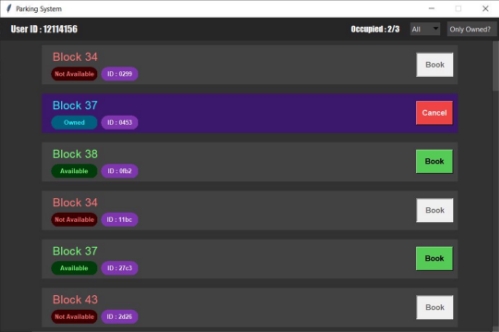 Parking System
User ID : 12114156
Occupied : 2/3
All
Only Owned?
Block 34
Not Available
ID : 0299
Book
Block 37
Owned
ID : 0453
Cancel
Block 38
Available
ID : 0fb2
Book
Block 34
Not Available
ID : 11bc
Book
Block 37
Available
ID : 27c3
Book
Block 43
Not Available
ID : 2d26
Book